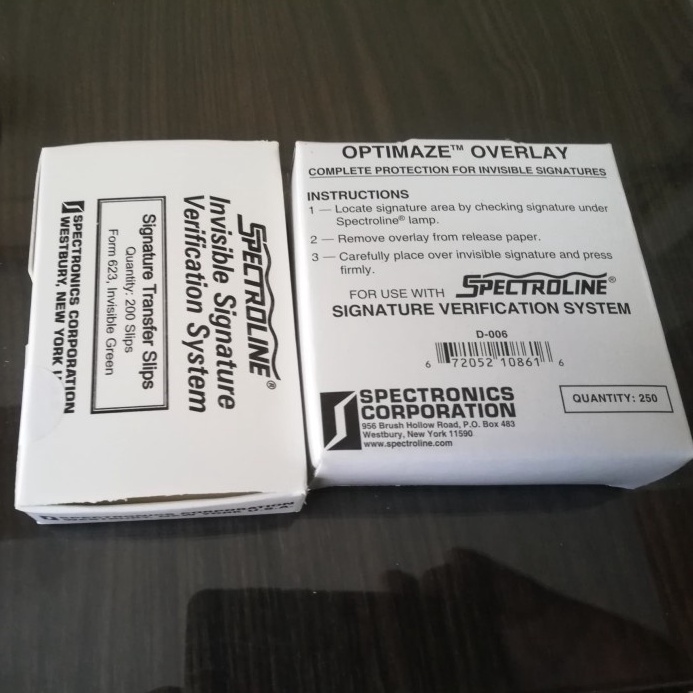 SPECTROLINE®
Invisible Signature
Verification System
Signature Transfer Slips
Quantity: 200 Slips
Form 623, Invisible Green
SPECTRONICS CORPORATION
WESTBURY, NEW YORK
SPECTRONICS CORPORATION
OPTIMAZE™ OVERLAY
COMPLETE PROTECTION FOR INVISIBLE SIGNATURES
INSTRUCTIONS
1 — Locate signature area by checking signature under
Spectroline® lamp.
2 — Remove overlay from release paper.
3 — Carefully place over invisible signature and press
firmly.
FOR USE WITH SPECTROLINE®
SIGNATURE VERIFICATION SYSTEM
D-006
6 72052 10861 6
SPECTRONICS
CORPORATION
956 Brush Hollow Road, P.O. Box 483
Westbury, New York 11590
www.spectroline.com
QUANTITY: 250